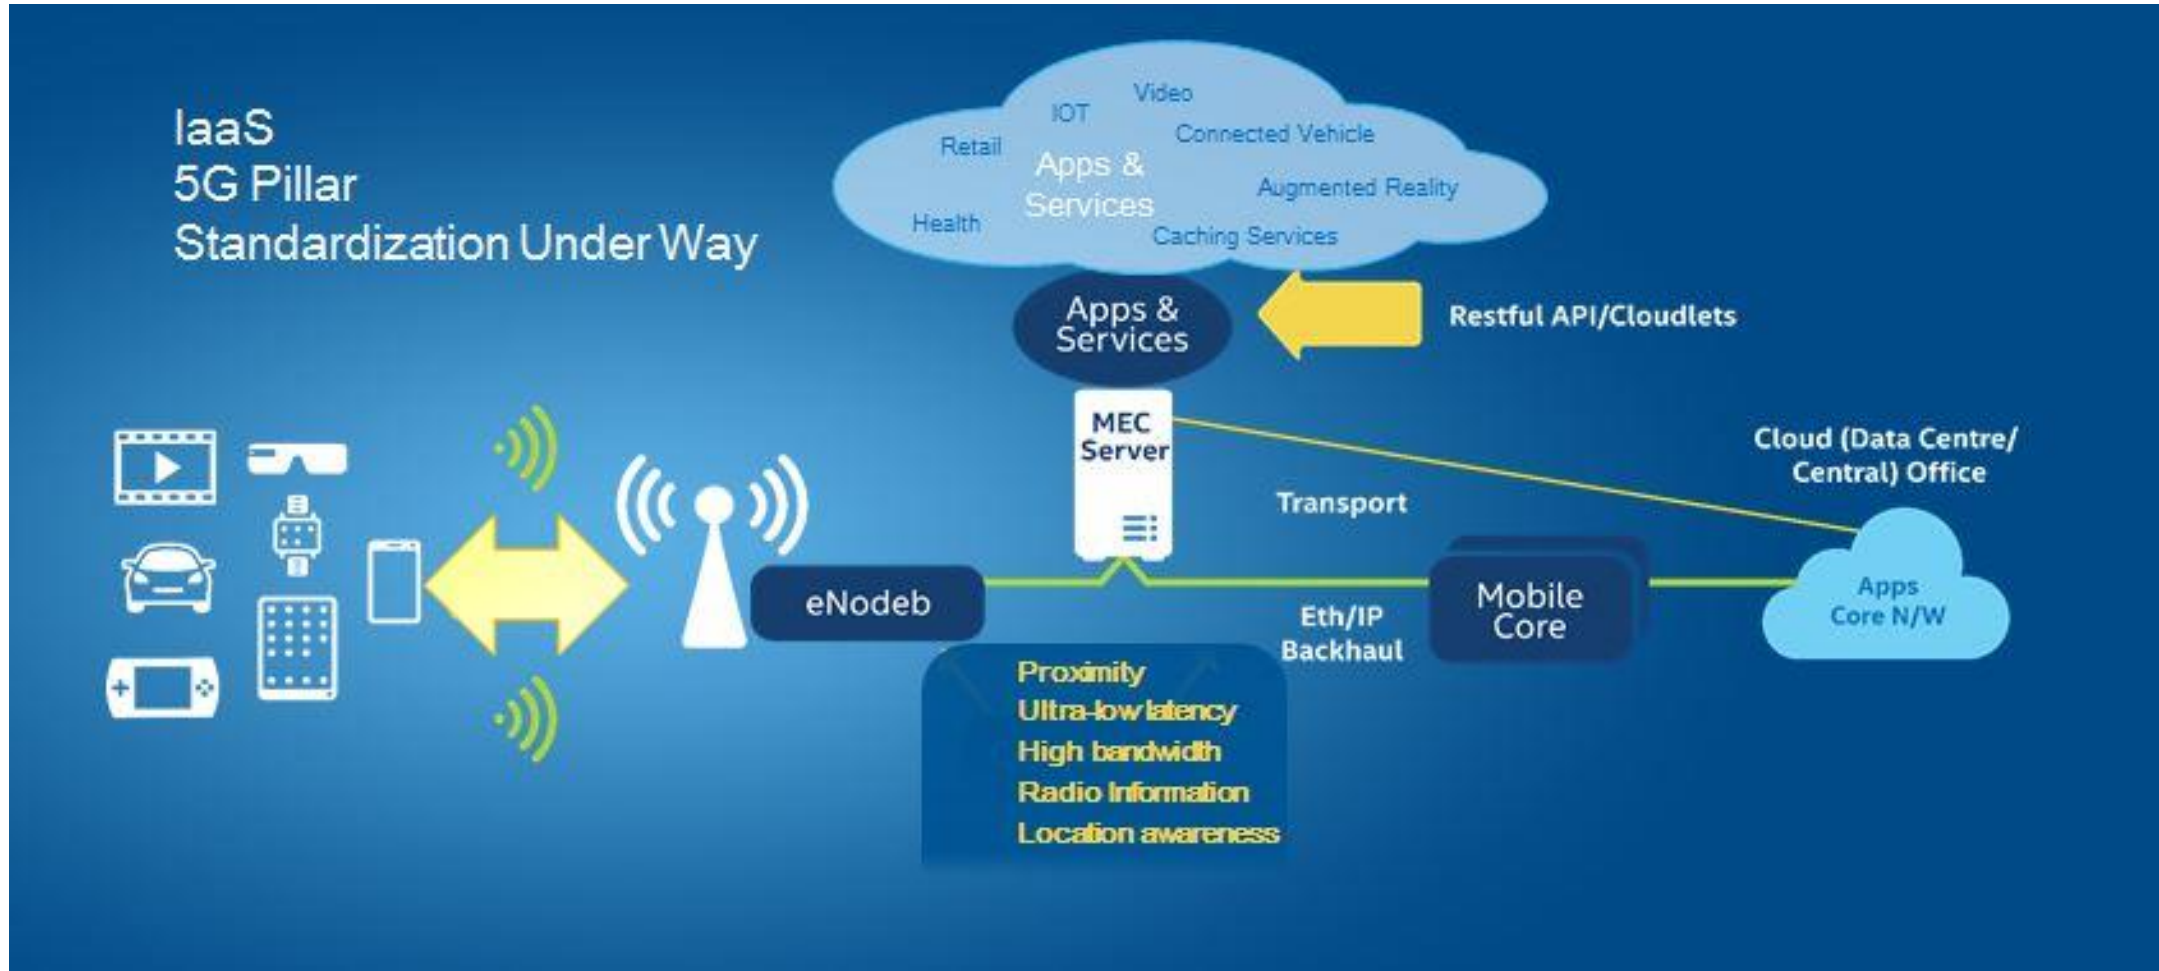 IaaS
5G Pillar
Standardization Under Way
Video
IOT
Connected Vehicle
Retail
Apps &
Services
Augmented Reality
Health
Caching Services
Apps &
Services
Restful API/Cloudlets
MEC
Server
Cloud (Data Centre/
Central) Office
Transport
eNodeb
Eth/IP
Backhaul
Mobile
Core
Apps
Core N/W
Proximity
Ultra-low latency
High bandwidth
Radio Information
Location awareness